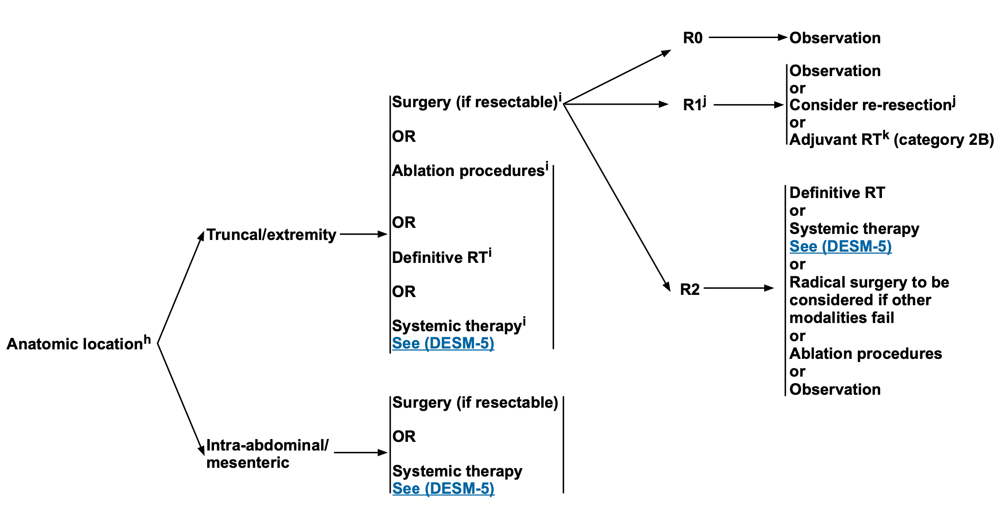 Anatomic locationʰ
Truncal/extremity
Surgery (if resectable)ⁱ
OR
Ablation proceduresⁱ
OR
Definitive RTⁱ
OR
Systemic therapyⁱ
See (DESM-5)
R0
Observation
R1ʲ
Observation
or
Consider re-resectionʲ
or
Adjuvant RTᵏ (category 2B)
R2
Definitive RT
or
Systemic therapy
See (DESM-5)
or
Radical surgery to be
considered if other
modalities fail
or
Ablation procedures
or
Observation
Intra-abdominal/
mesenteric
Surgery (if resectable)
OR
Systemic therapy
See (DESM-5)